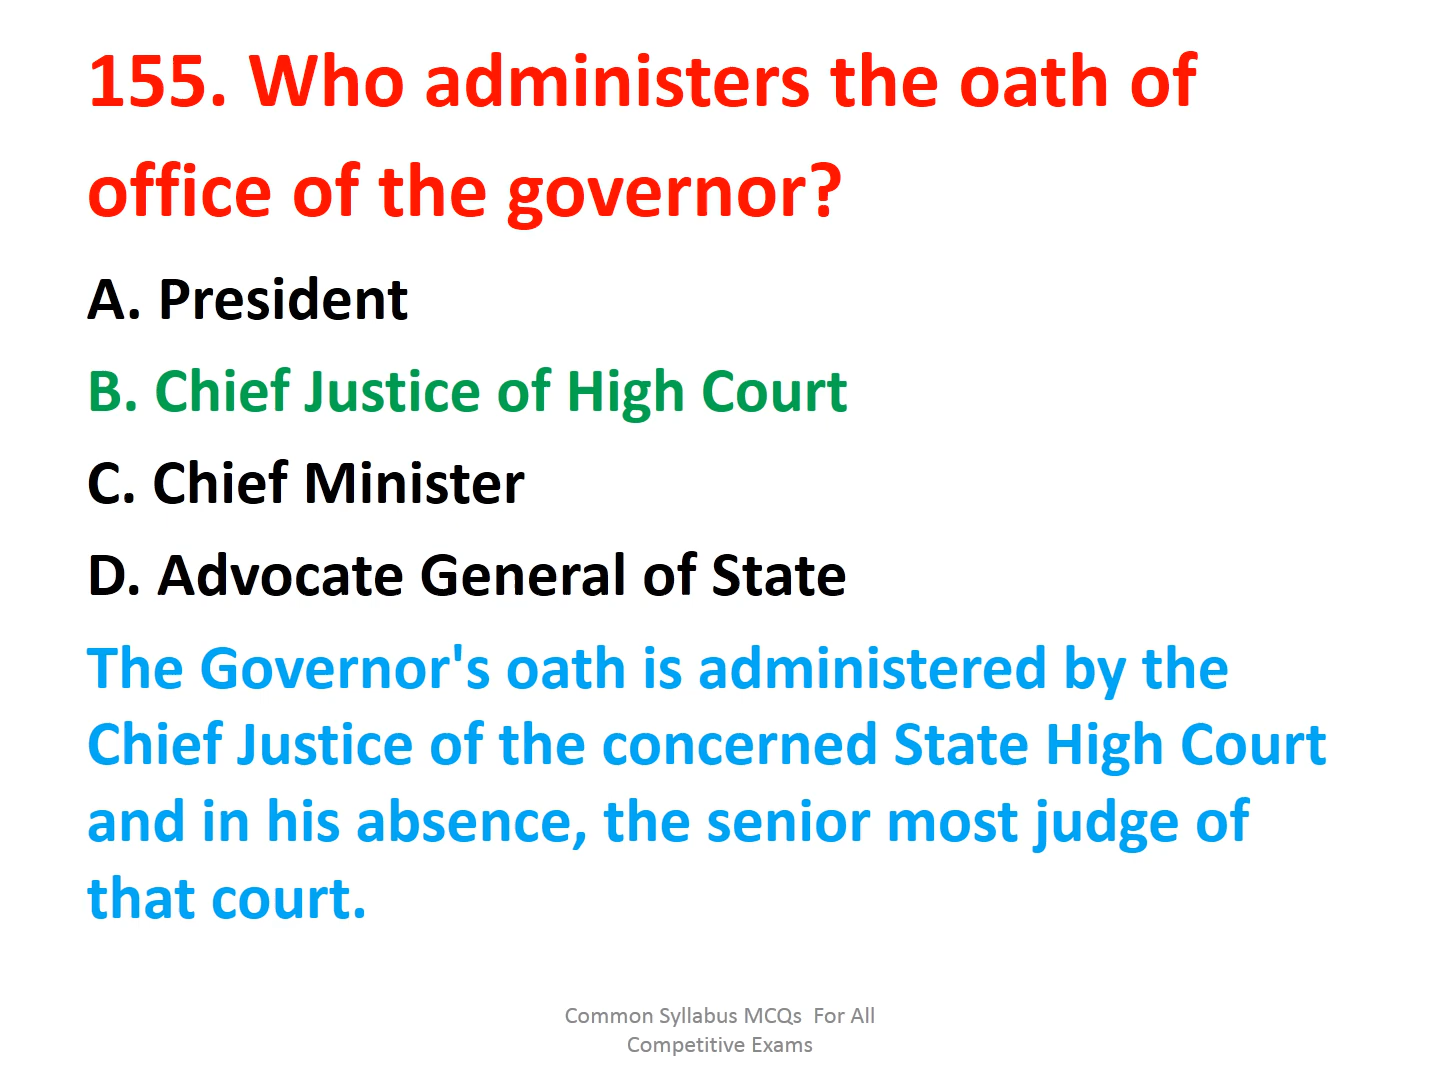 155. Who administers the oath of
office of the governor?
A. President
B. Chief Justice of High Court
C. Chief Minister
D. Advocate General of State
The Governor's oath is administered by the
Chief Justice of the concerned State High Court
and in his absence, the senior most judge of
that court.
Common Syllabus MCQs  For All
Competitive Exams